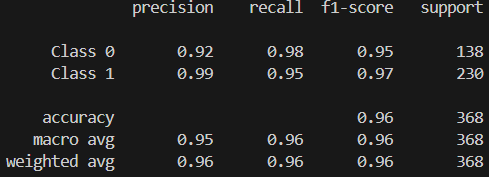 precision recall f1-score support
Class 0 0.92 0.98 0.95 138
Class 1 0.99 0.95 0.97 230
accuracy 0.96 368
macro avg 0.95 0.96 0.96 368
weighted avg 0.96 0.96 0.96 368